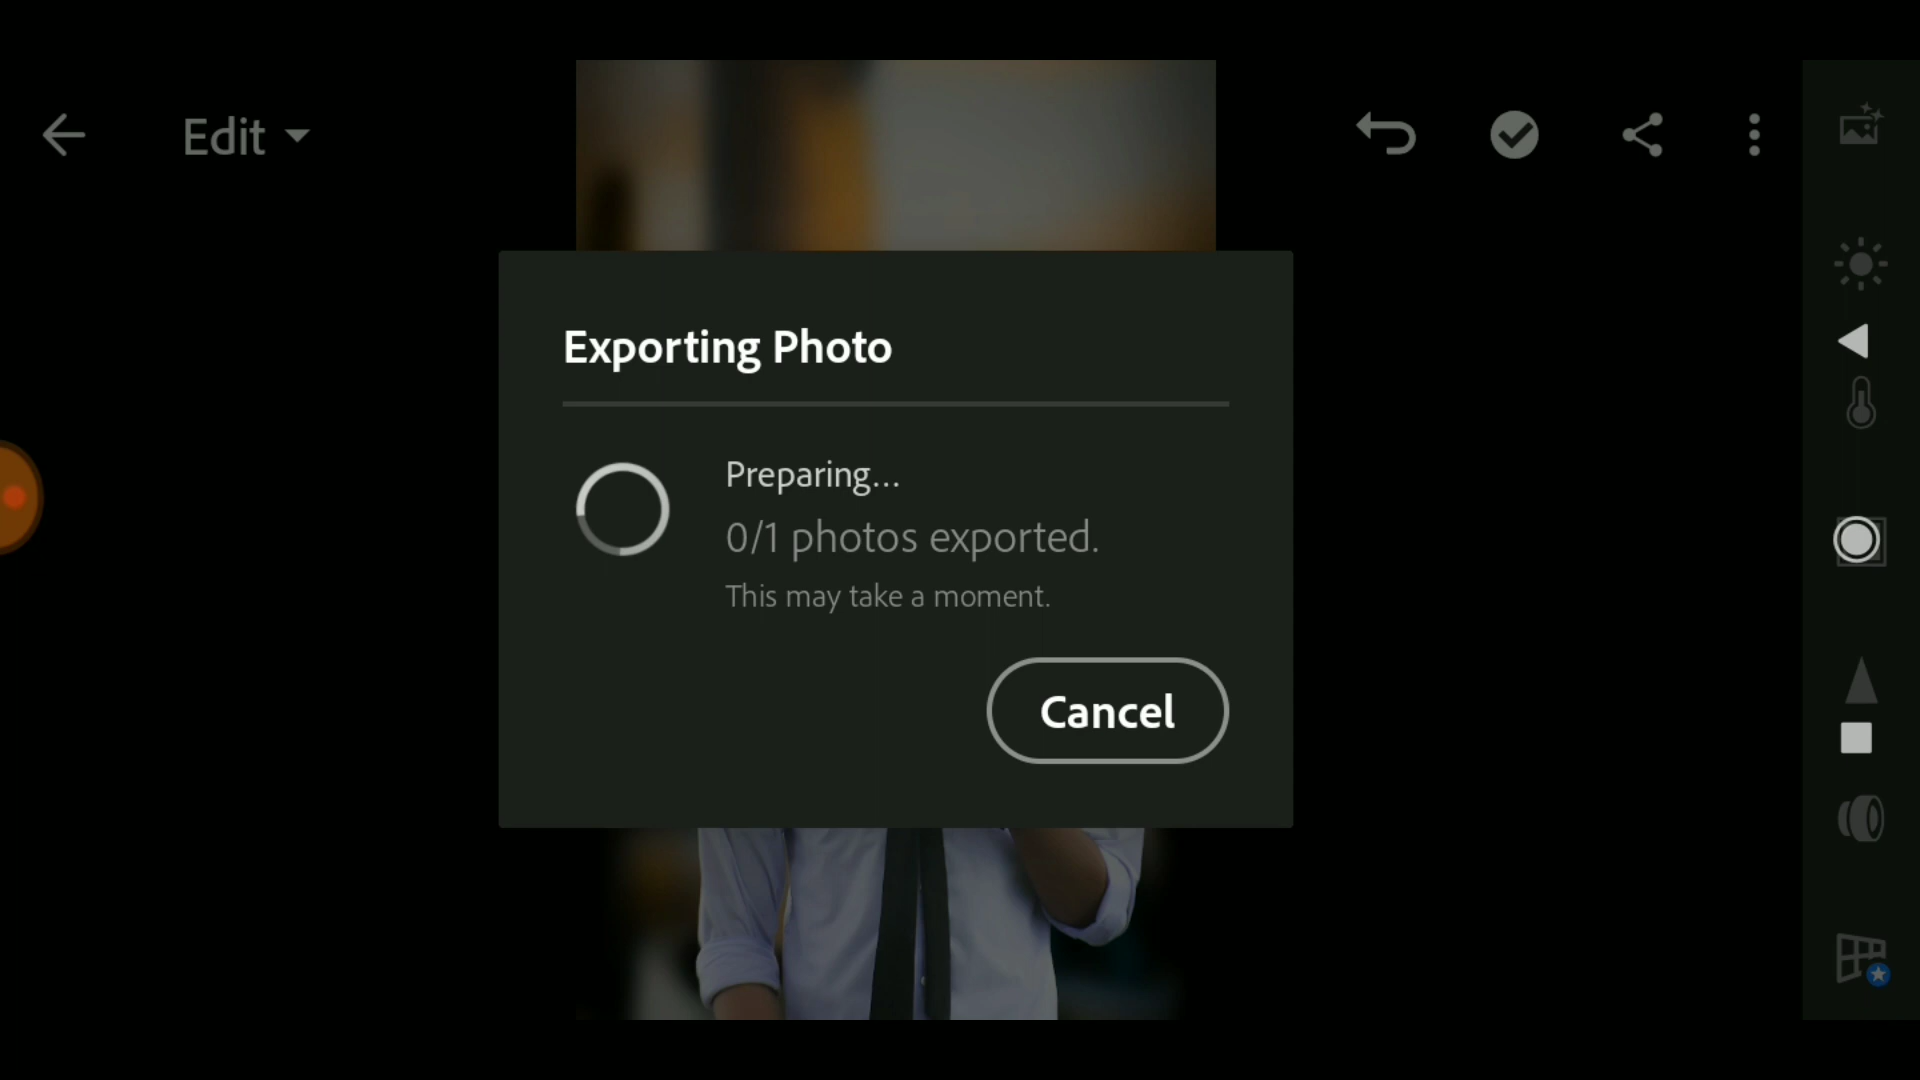 Edit
Exporting Photo
Preparing...
0/1 photos exported.
This may take a moment.
Cancel